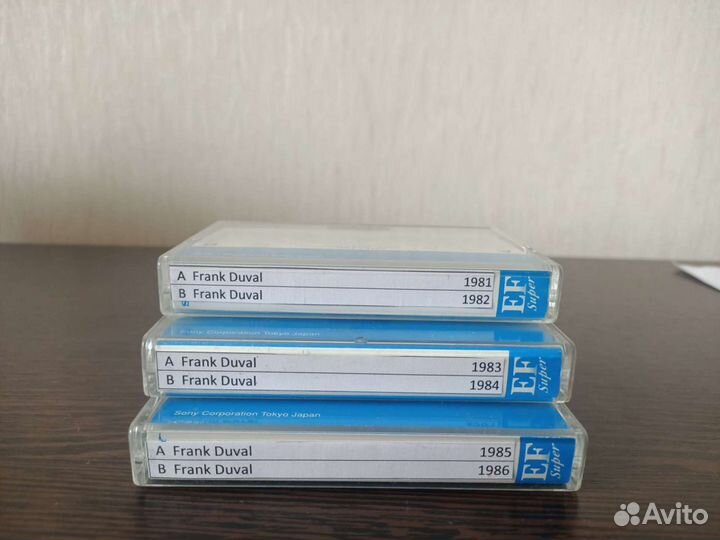 A Frank Duval 1981
B Frank Duval 1982
EF Super
Sony Corporation Tokyo Japan
A Frank Duval 1983
B Frank Duval 1984
EF Super
Sony Corporation Tokyo Japan
A Frank Duval 1985
B Frank Duval 1986
EF Super
Avito